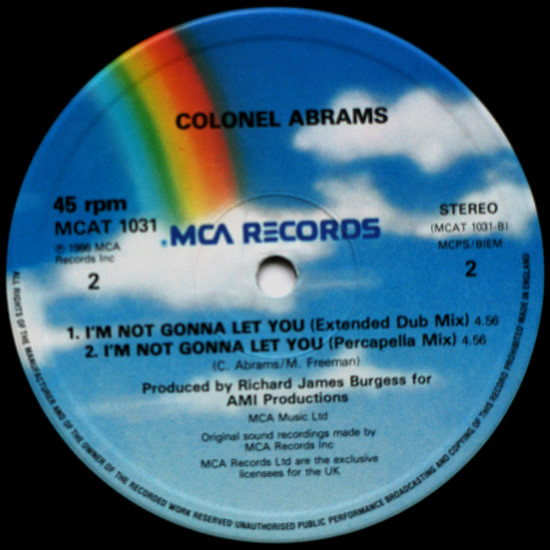 COLONEL ABRAMS
45 rpm
MCAT 1031
℗ 1986 MCA
Records Inc
2
MCA RECORDS
STEREO
(MCAT 1031-B)
MCPS/BIEM
2
1. I'M NOT GONNA LET YOU (Extended Dub Mix) 4.56
2. I'M NOT GONNA LET YOU (Percapella Mix) 4.56
(C. Abrams/M. Freeman)
Produced by Richard James Burgess for
AMI Productions
MCA Music Ltd
Original sound recordings made by
MCA Records Inc
MCA Records Ltd are the exclusive
licensees for the UK
ALL RIGHTS OF THE MANUFACTURER AND OF THE OWNER OF THE RECORDED WORK RESERVED UNAUTHORISED PUBLIC PERFORMANCE BROADCASTING AND COPYING OF THIS RECORD PROHIBITED MADE IN ENGLAND